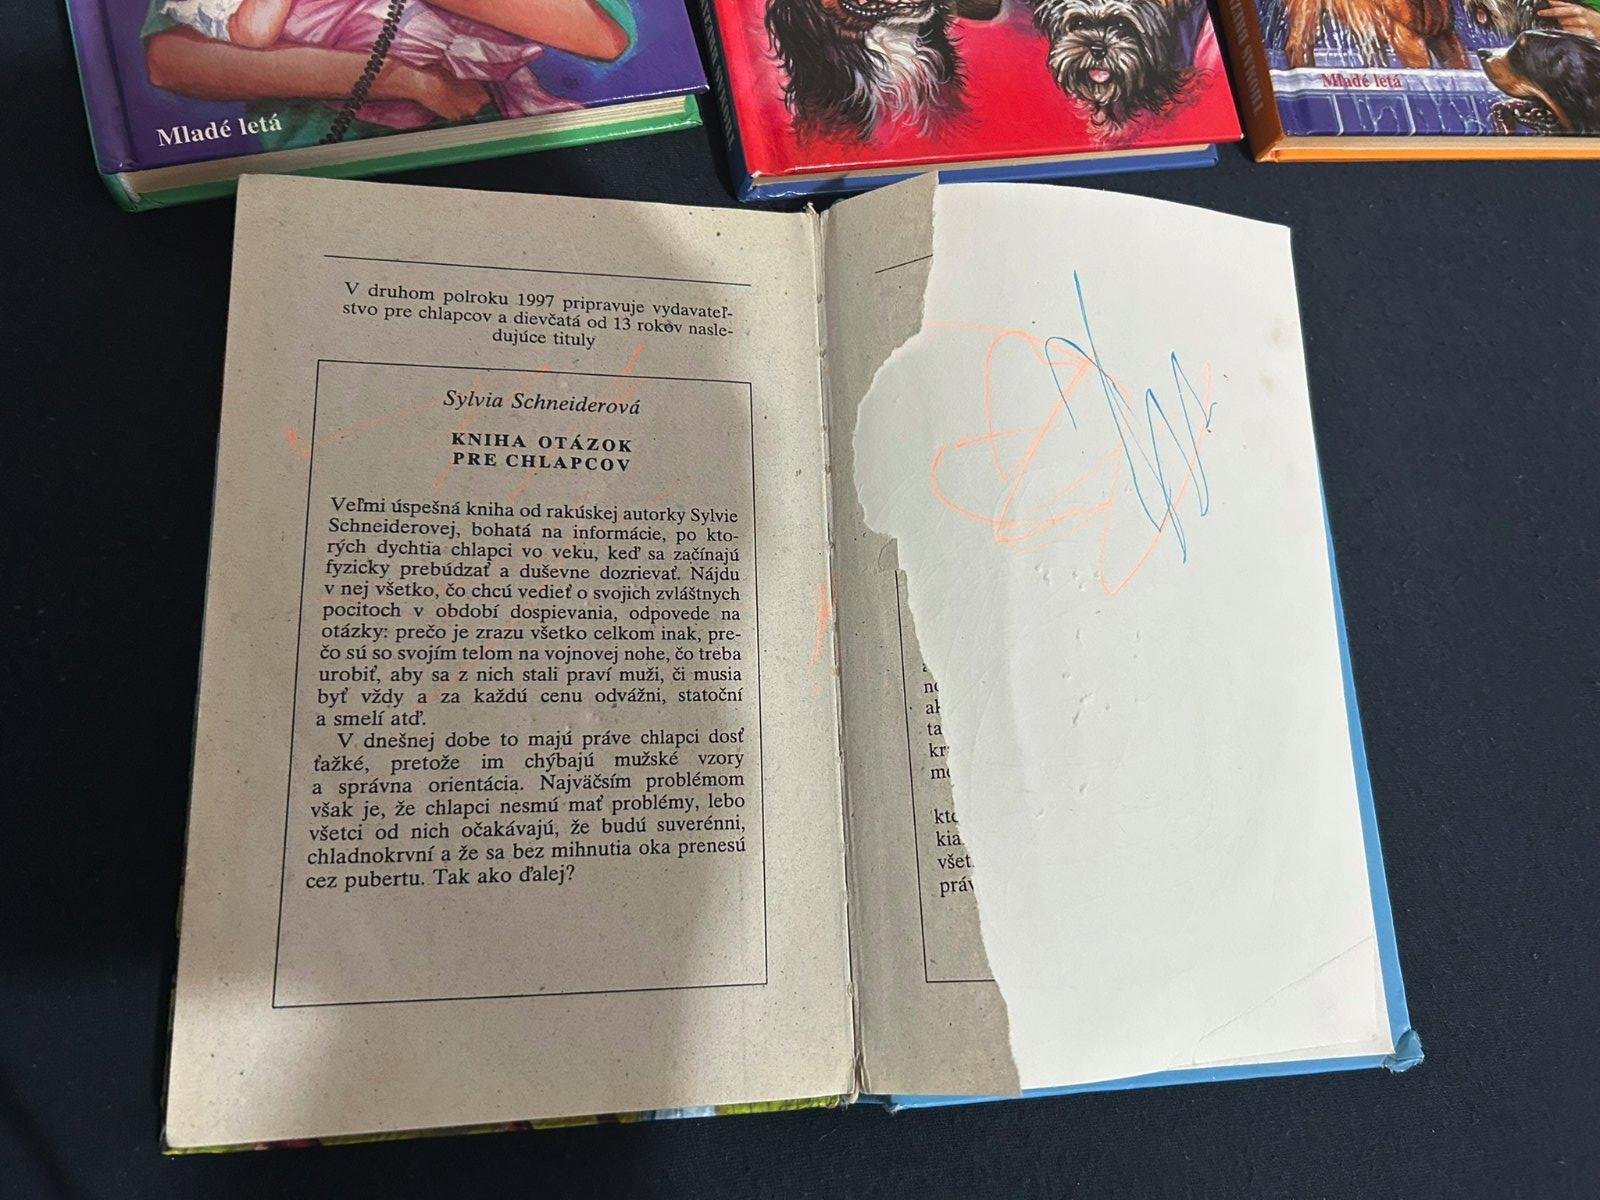 Mladé letá
Mladé letá
V druhom polroku 1997 pripravuje vydavateľ-
stvo pre chlapcov a dievčatá od 13 rokov nasle-
dujúce tituly
Sylvia Schneiderová
KNIHA OTÁZOK
PRE CHLAPCOV
Veľmi úspešná kniha od rakúskej autorky Sylvie
Schneiderovej, bohatá na informácie, po kto-
rých dychtia chlapci vo veku, keď sa začínajú
fyzicky prebúdzať a duševne dozrievať. Nájdu
v nej všetko, čo chcú vedieť o svojich zvláštnych
pocitoch v období dospievania, odpovede na
otázky: prečo je zrazu všetko celkom inak, pre-
čo sú so svojím telom na vojnovej nohe, čo treba
urobiť, aby sa z nich stali praví muži, či musia
byť vždy a za každú cenu odvážni, statoční
a smelí atď.
V dnešnej dobe to majú práve chlapci dosť
ťažké, pretože im chýbajú mužské vzory
a správna orientácia. Najväčsím problémom
však je, že chlapci nesmú mať problémy, lebo
všetci od nich očakávajú, že budú suverénni,
chladnokrvní a že sa bez mihnutia oka prenesú
cez pubertu. Tak ako ďalej?
ta
kr
kto
kia
všet
práv